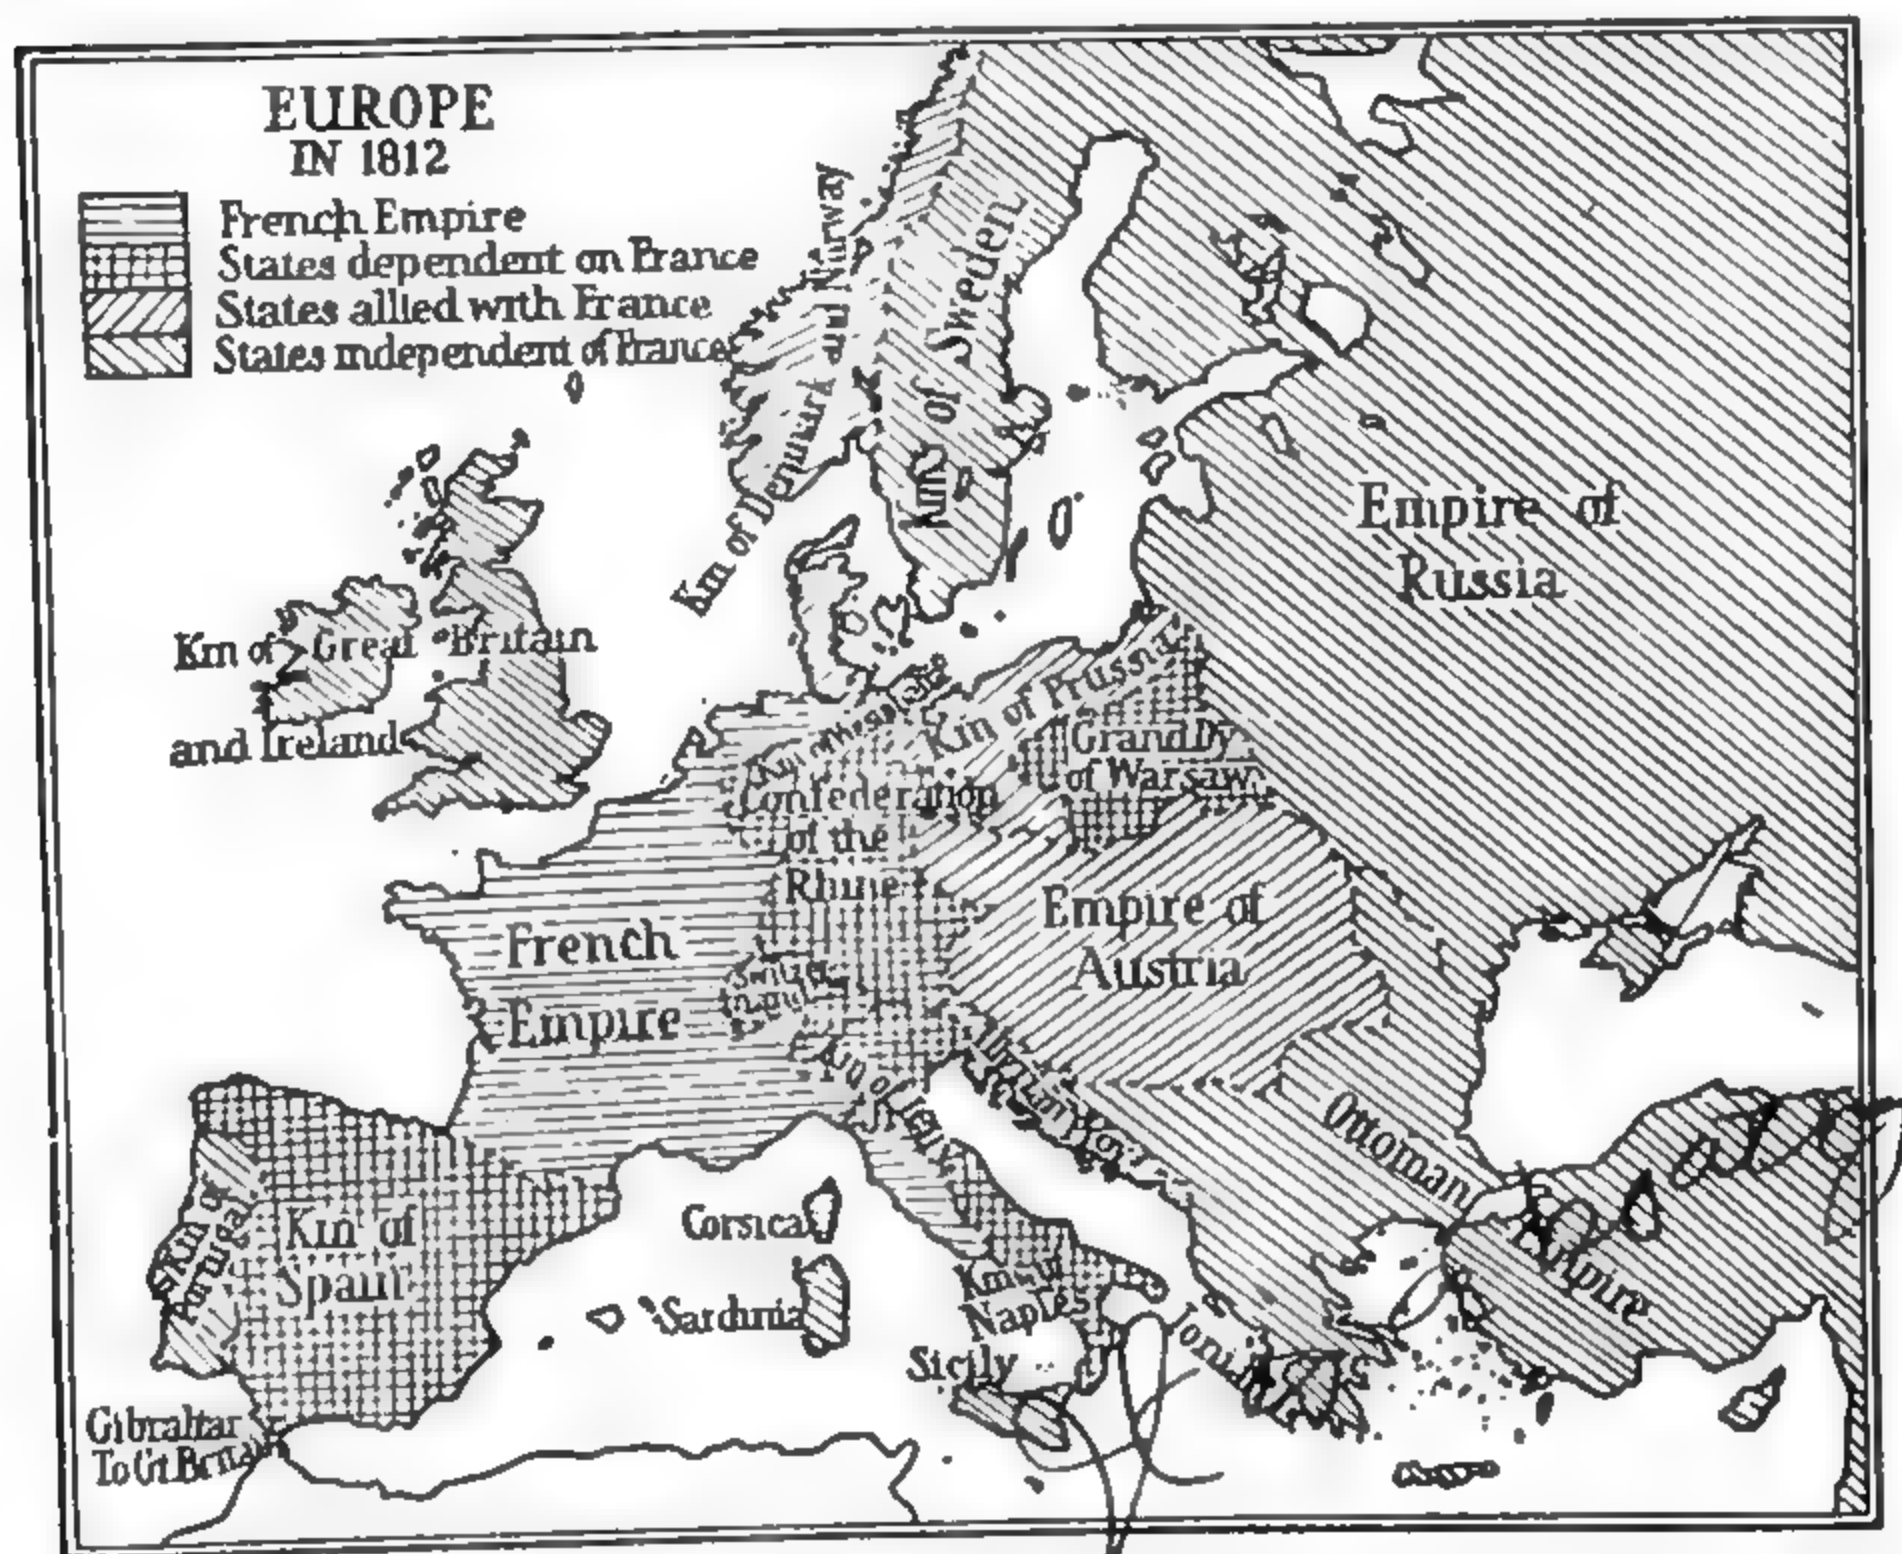 EUROPE
IN 1812
French Empire
States dependent on France
States allied with France
States independent of France
Km of Denmark and Norway
Kin of Sweden
Empire of
Russia
Kin of Great Britain
and Ireland
Kin of Prussia
Grand Dy
of Warsaw
Confederation
of the
Rhine
French
Empire
Empire of
Austria
Kin of Italy
Ottoman
Empire
Kin of
Portugal
Kin of
Spain
Corsica
Sardinia
Naples
Sicily
Gibraltar
To Gt Britain